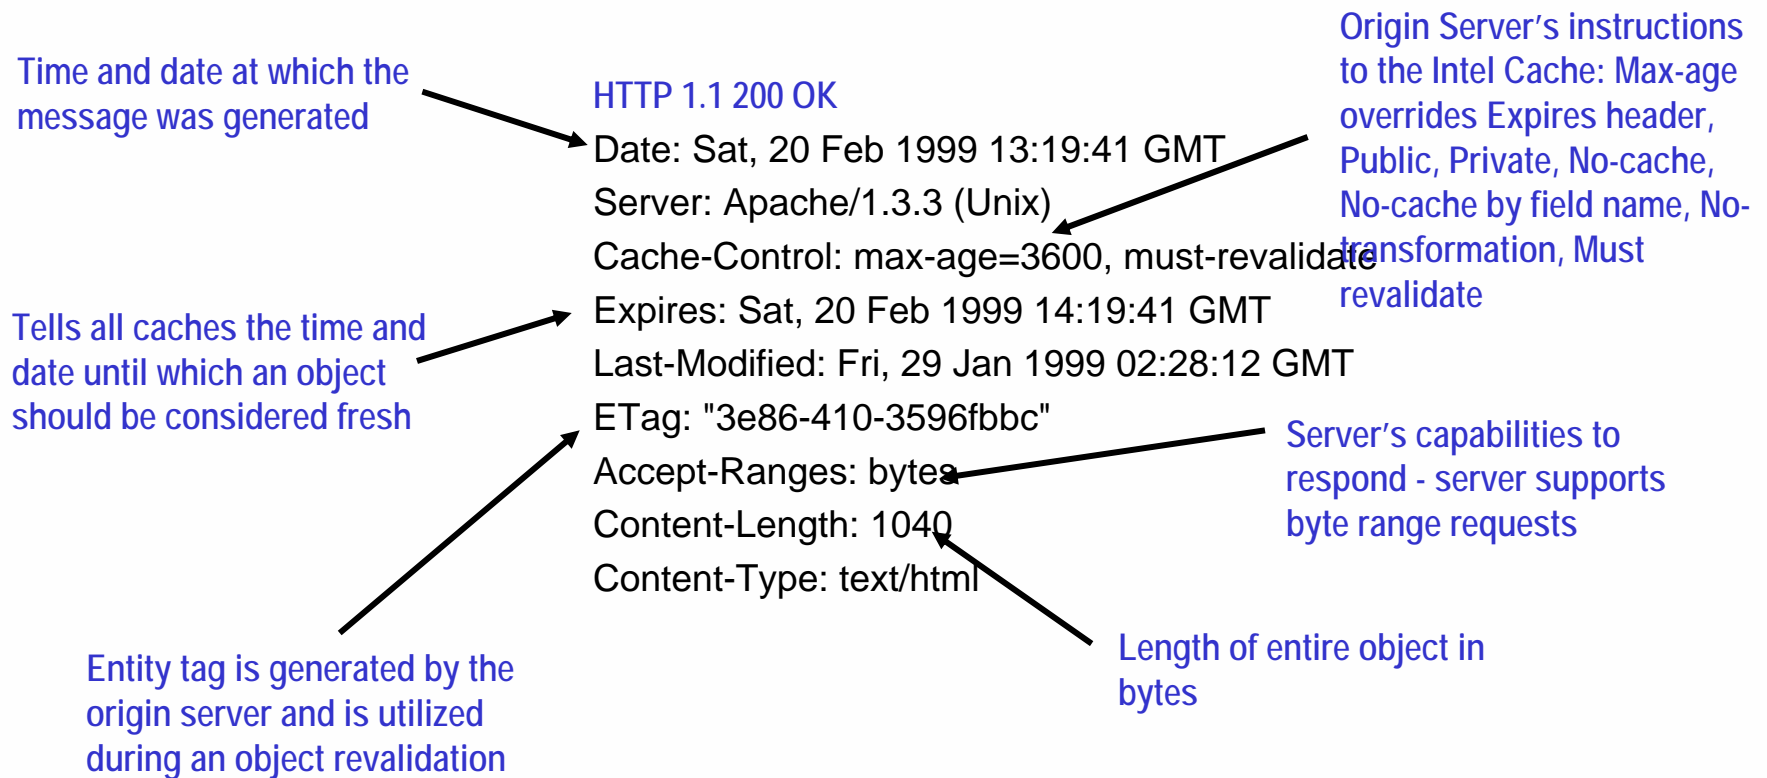 Time and date at which the
message was generated
HTTP 1.1 200 OK
Date: Sat, 20 Feb 1999 13:19:41 GMT
Server: Apache/1.3.3 (Unix)
Cache-Control: max-age=3600, must-revalidate
Expires: Sat, 20 Feb 1999 14:19:41 GMT
Last-Modified: Fri, 29 Jan 1999 02:28:12 GMT
ETag: "3e86-410-3596fbbc"
Accept-Ranges: bytes
Content-Length: 1040
Content-Type: text/html
Origin Server’s instructions
to the Intel Cache: Max-age
overrides Expires header,
Public, Private, No-cache,
No-cache by field name, No-
transformation, Must
revalidate
Tells all caches the time and
date until which an object
should be considered fresh
Server’s capabilities to
respond - server supports
byte range requests
Entity tag is generated by the
origin server and is utilized
during an object revalidation
Length of entire object in
bytes